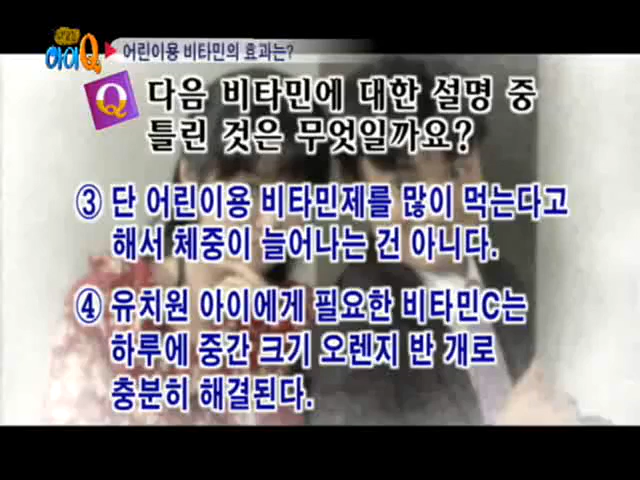 아이Q
어린이용 비타민의 효과는?
Q 다음 비타민에 대한 설명 중
틀린 것은 무엇일까요?
③ 단 어린이용 비타민제를 많이 먹는다고
해서 체중이 늘어나는 건 아니다.
④ 유치원 아이에게 필요한 비타민C는
하루에 중간 크기 오렌지 반 개로
충분히 해결된다.